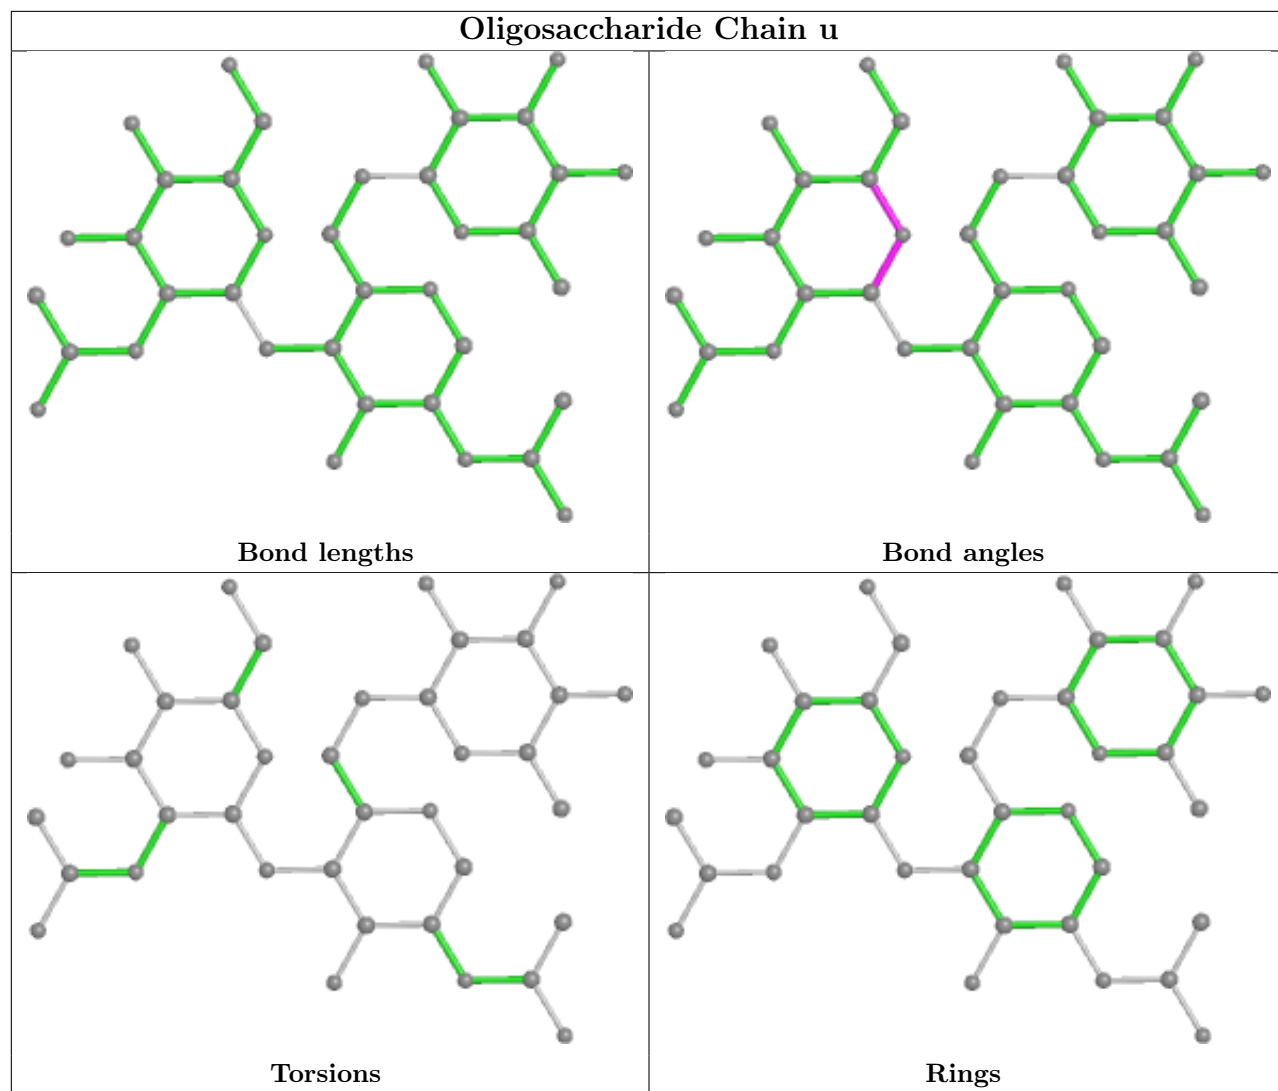 Oligosaccharide Chain u
Bond lengths
Bond angles
Torsions
Rings